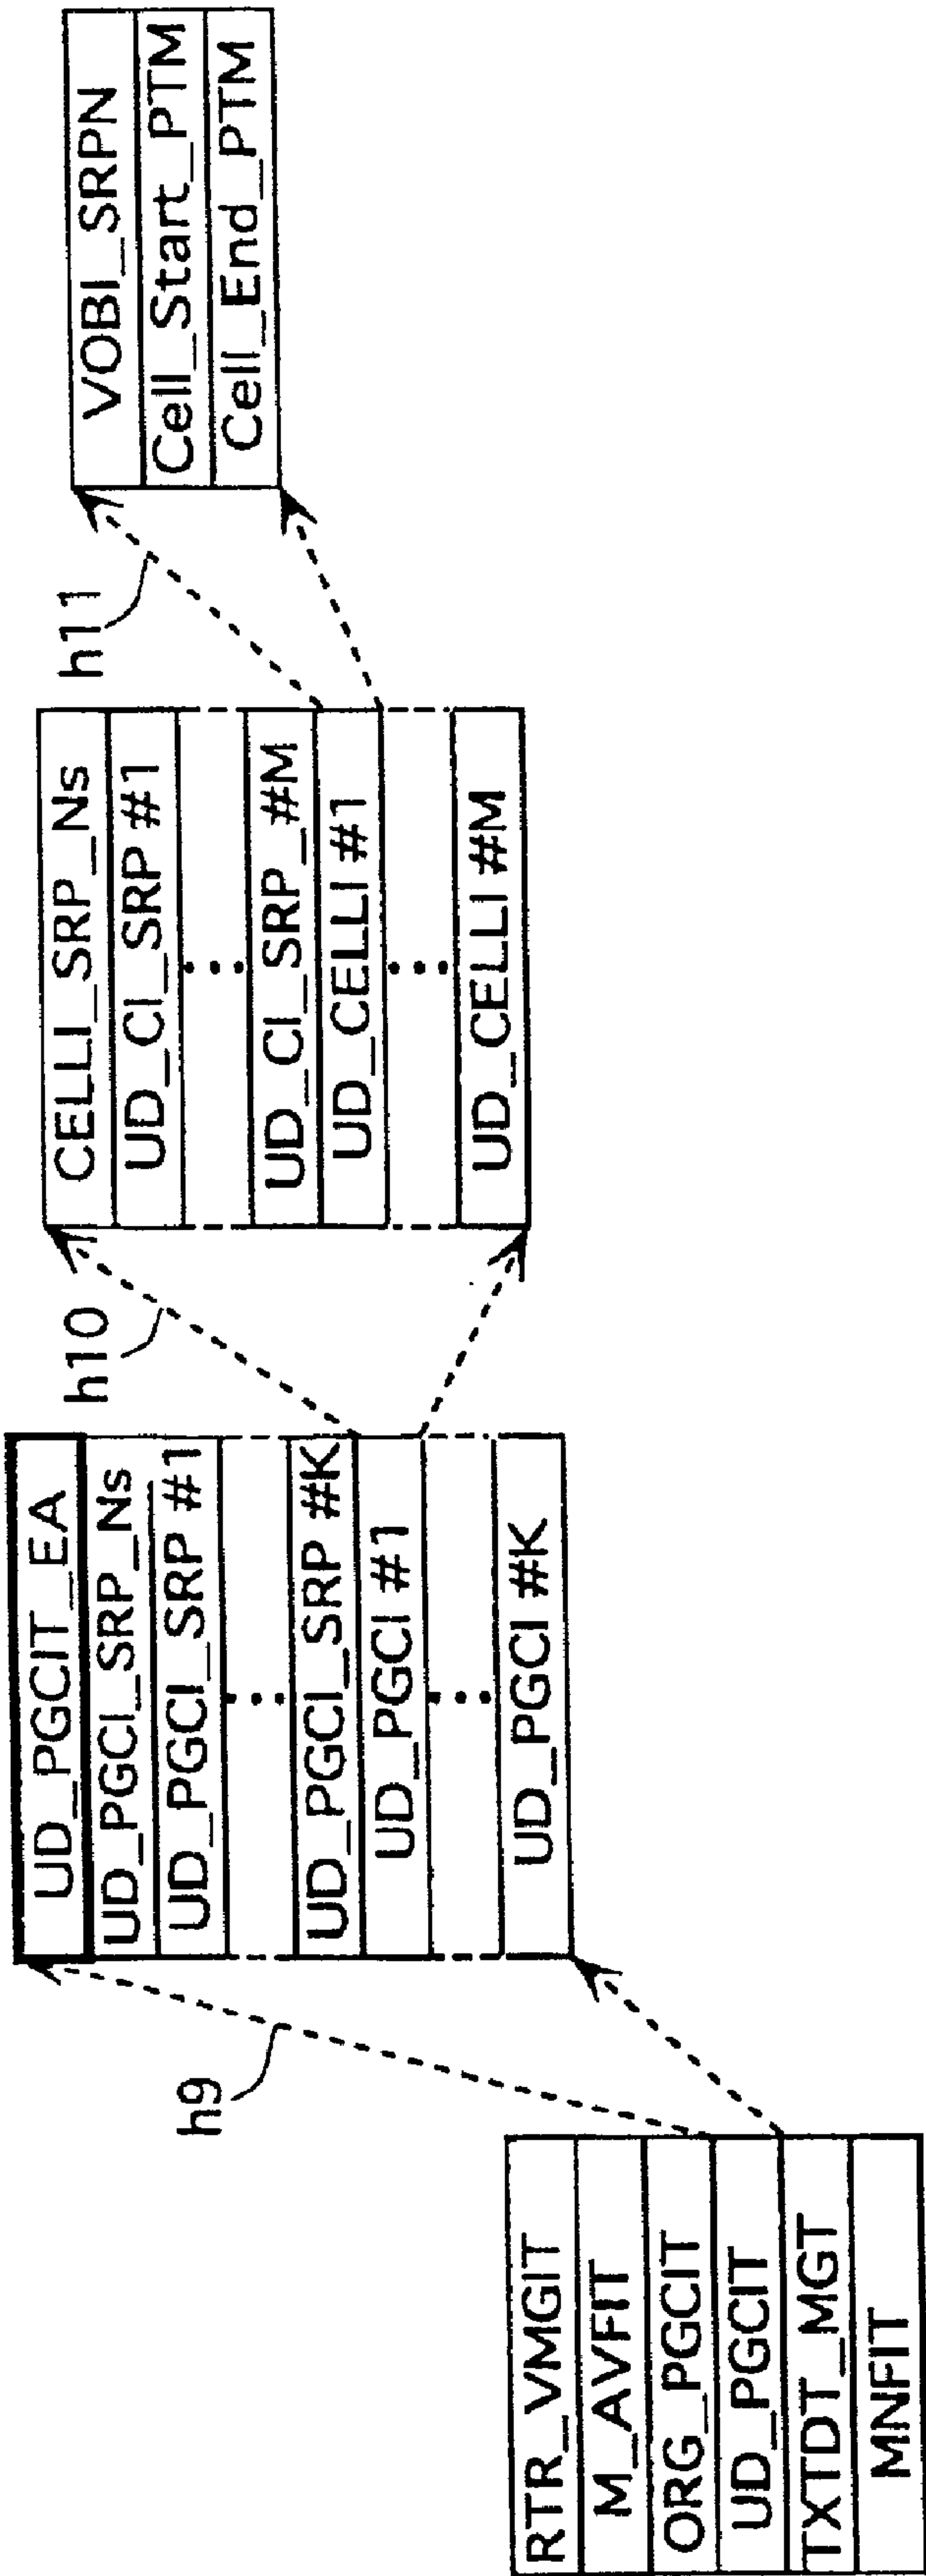 RTR_VMGIT
M_AVFIT
ORG_PGCIT
UD_PGCIT
TXTDT_MGT
MNFIT
h9
UD_PGCIT_EA
UD_PGCI_SRP_Ns
UD_PGCI_SRP #1
UD_PGCI_SRP #K
UD_PGCI #1
UD_PGCI #K
h10
CELLI_SRP_Ns
UD_CI_SRP #1
UD_CI_SRP_#M
UD_CELLI #1
UD_CELLI #M
h11
VOBI_SRPN
Cell_Start_PTM
Cell_End_PTM